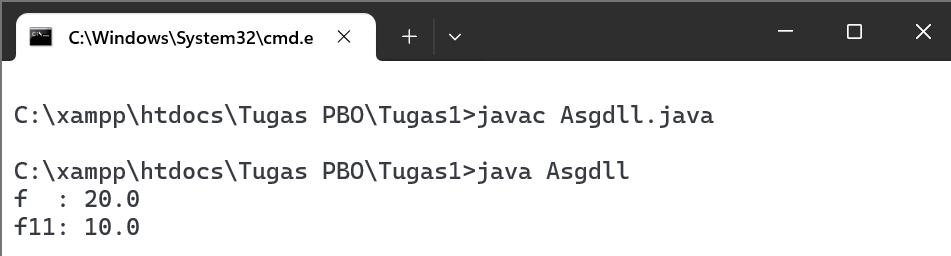 C:\Windows\System32\cmd.e
C:\xampp\htdocs\Tugas PBO\Tugas1>javac Asgdll.java
C:\xampp\htdocs\Tugas PBO\Tugas1>java Asgdll
f  : 20.0
f11: 10.0